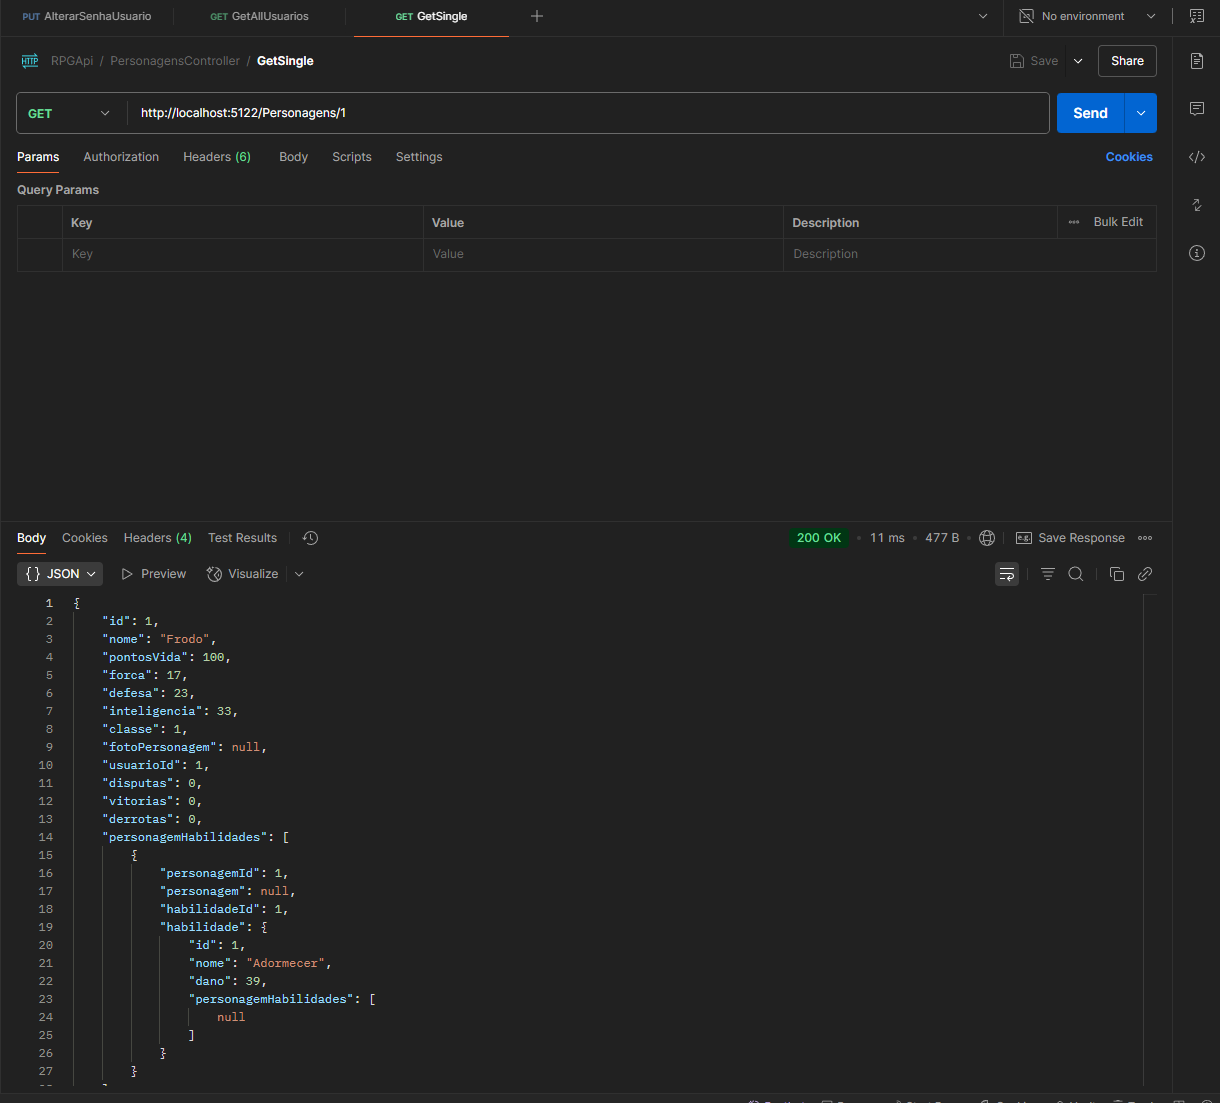 PUT AlterarSenhaUsuario
GET GetAllUsuarios
GET GetSingle
No environment
HTTP RPGApi / PersonagensController / GetSingle
Save
Share
GET
http://localhost:5122/Personagens/1
Send
Params Authorization Headers (6) Body Scripts Settings
Cookies
Query Params
Key Value Description Bulk Edit
Key Value Description
Body Cookies Headers (4) Test Results
200 OK 11 ms 477 B e.g. Save Response
{} JSON Preview Visualize
1 {
2 "id": 1,
3 "nome": "Frodo",
4 "pontosVida": 100,
5 "forca": 17,
6 "defesa": 23,
7 "inteligencia": 33,
8 "classe": 1,
9 "fotoPersonagem": null,
10 "usuarioId": 1,
11 "disputas": 0,
12 "vitorias": 0,
13 "derrotas": 0,
14 "personagemHabilidades": [
15 {
16 "personagemId": 1,
17 "personagem": null,
18 "habilidadeId": 1,
19 "habilidade": {
20 "id": 1,
21 "nome": "Adormecer",
22 "dano": 39,
23 "personagemHabilidades": [
24 null
25 ]
26 }
27 }